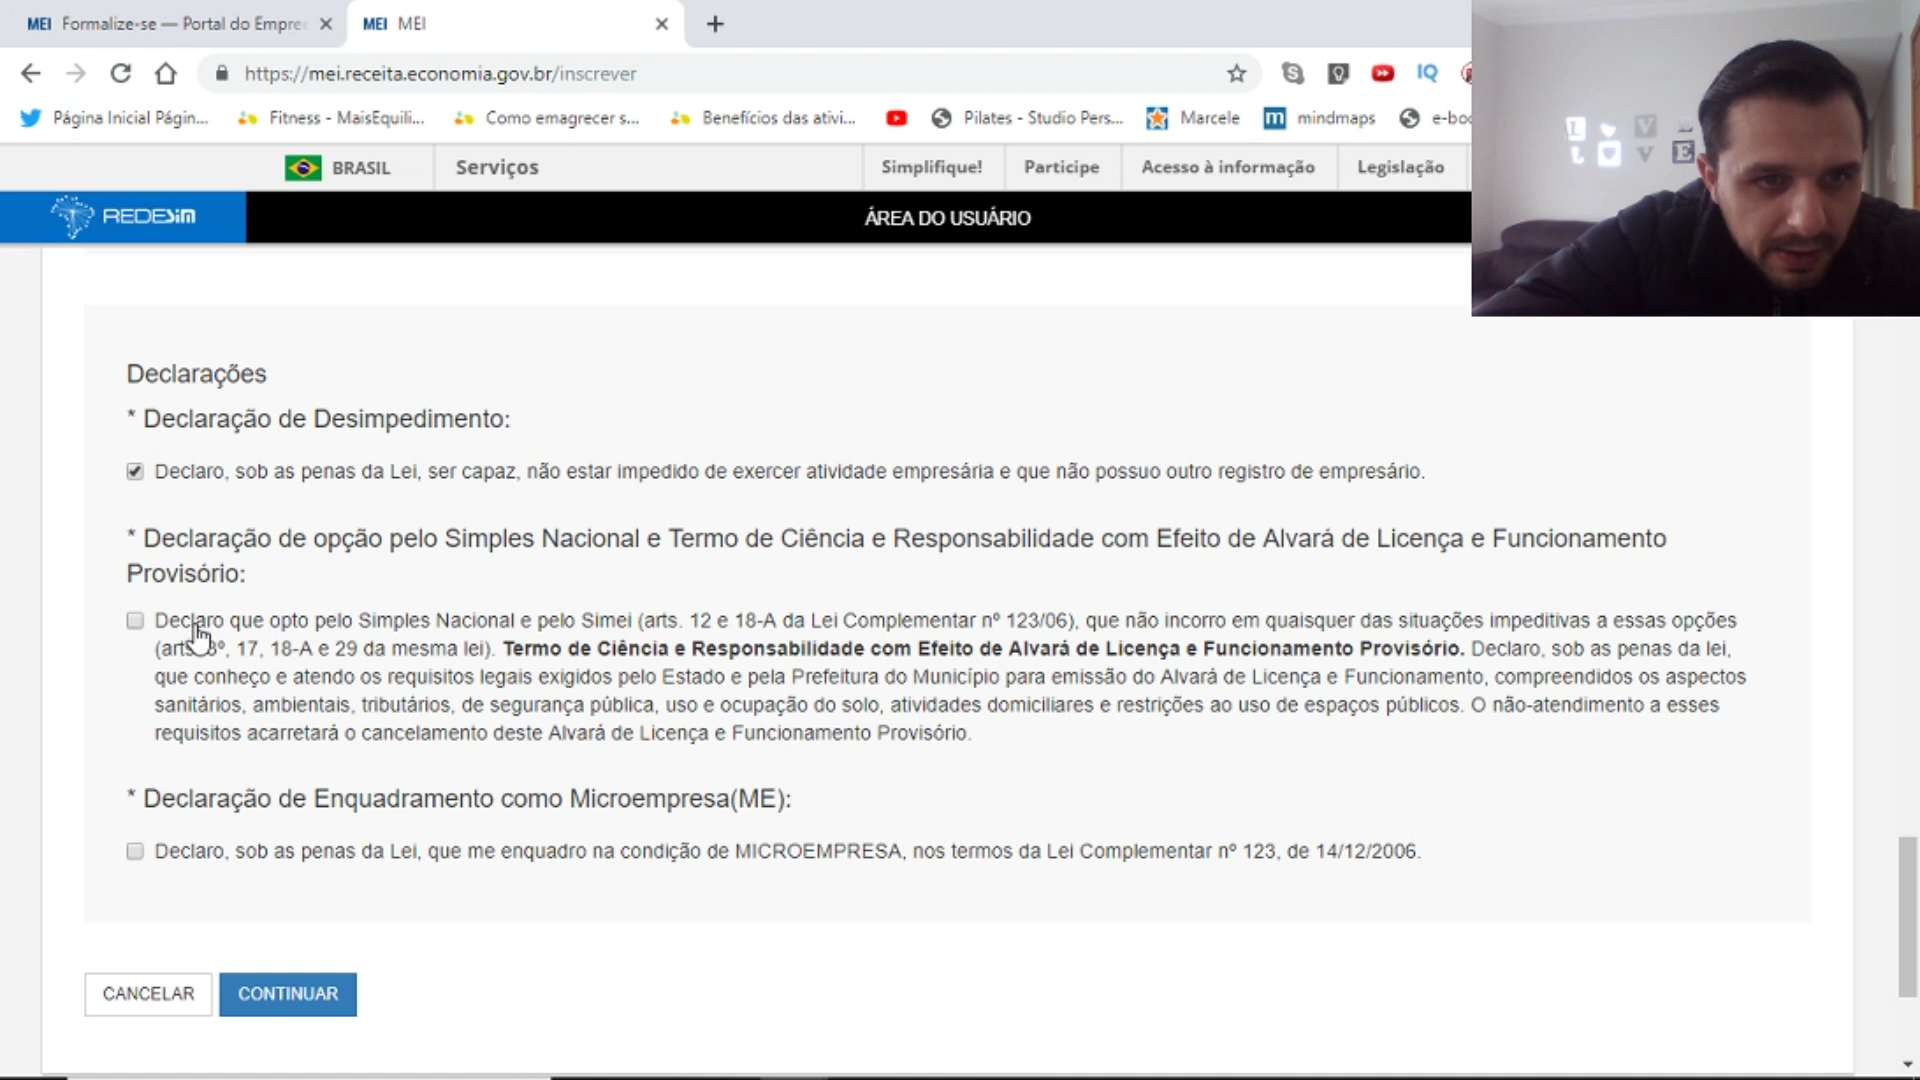 MEI Formalize-se — Portal do Empre
MEI MEI
https://mei.receita.economia.gov.br/inscrever
IQ
Página Inicial Págin... Fitness - MaisEquili... Como emagrecer s... Benefícios das ativi... Pilates - Studio Pers... Marcele m mindmaps e-boo
BRASIL Serviços Simplifique! Participe Acesso à informação Legislação
REDESIM ÁREA DO USUÁRIO
L V
L V E
Declarações
* Declaração de Desimpedimento:
Declaro, sob as penas da Lei, ser capaz, não estar impedido de exercer atividade empresária e que não possuo outro registro de empresário.
* Declaração de opção pelo Simples Nacional e Termo de Ciência e Responsabilidade com Efeito de Alvará de Licença e Funcionamento
Provisório:
Declaro que opto pelo Simples Nacional e pelo Simei (arts. 12 e 18-A da Lei Complementar nº 123/06), que não incorro em quaisquer das situações impeditivas a essas opções
(arts. 3º, 17, 18-A e 29 da mesma lei). Termo de Ciência e Responsabilidade com Efeito de Alvará de Licença e Funcionamento Provisório. Declaro, sob as penas da lei,
que conheço e atendo os requisitos legais exigidos pelo Estado e pela Prefeitura do Município para emissão do Alvará de Licença e Funcionamento, compreendidos os aspectos
sanitários, ambientais, tributários, de segurança pública, uso e ocupação do solo, atividades domiciliares e restrições ao uso de espaços públicos. O não-atendimento a esses
requisitos acarretará o cancelamento deste Alvará de Licença e Funcionamento Provisório.
* Declaração de Enquadramento como Microempresa(ME):
Declaro, sob as penas da Lei, que me enquadro na condição de MICROEMPRESA, nos termos da Lei Complementar nº 123, de 14/12/2006.
CANCELAR CONTINUAR